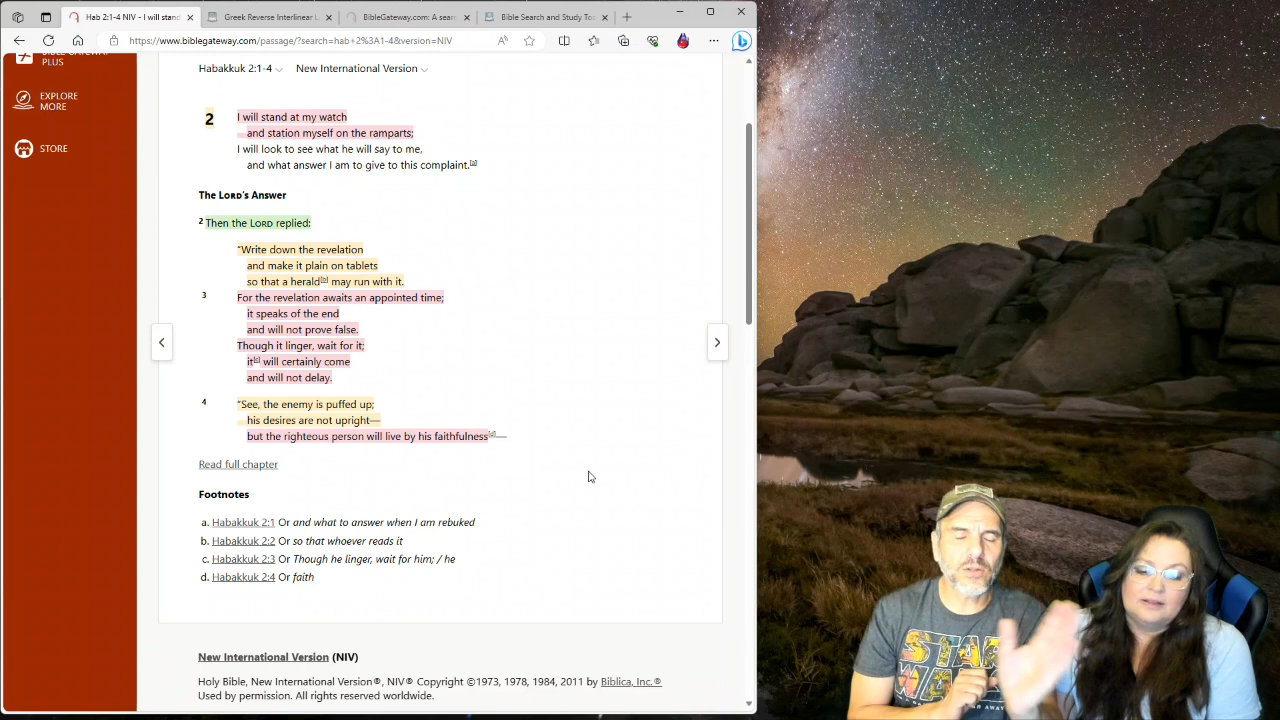 Hab 2:1-4 NIV - I will stand
Greek Reverse Interlinear L
BibleGateway.com: A sear
Bible Search and Study Too
https://www.biblegateway.com/passage/?search=hab+2%3A1-4&version=NIV
PLUS
EXPLORE
MORE
STORE
Habakkuk 2:1-4
New International Version
2 I will stand at my watch
and station myself on the ramparts;
I will look to see what he will say to me,
and what answer I am to give to this complaint.[a]
The LORD's Answer
2 Then the LORD replied:
“Write down the revelation
and make it plain on tablets
so that a herald[b] may run with it.
3 For the revelation awaits an appointed time;
it speaks of the end
and will not prove false.
Though it linger, wait for it;
it[c] will certainly come
and will not delay.
4 “See, the enemy is puffed up;
his desires are not upright—
but the righteous person will live by his faithfulness[d]—
Read full chapter
Footnotes
a. Habakkuk 2:1 Or and what to answer when I am rebuked
b. Habakkuk 2:2 Or so that whoever reads it
c. Habakkuk 2:3 Or Though he linger, wait for him; / he
d. Habakkuk 2:4 Or faith
New International Version (NIV)
Holy Bible, New International Version®, NIV® Copyright ©1973, 1978, 1984, 2011 by Biblica, Inc.®
Used by permission. All rights reserved worldwide.
STAR
WARS